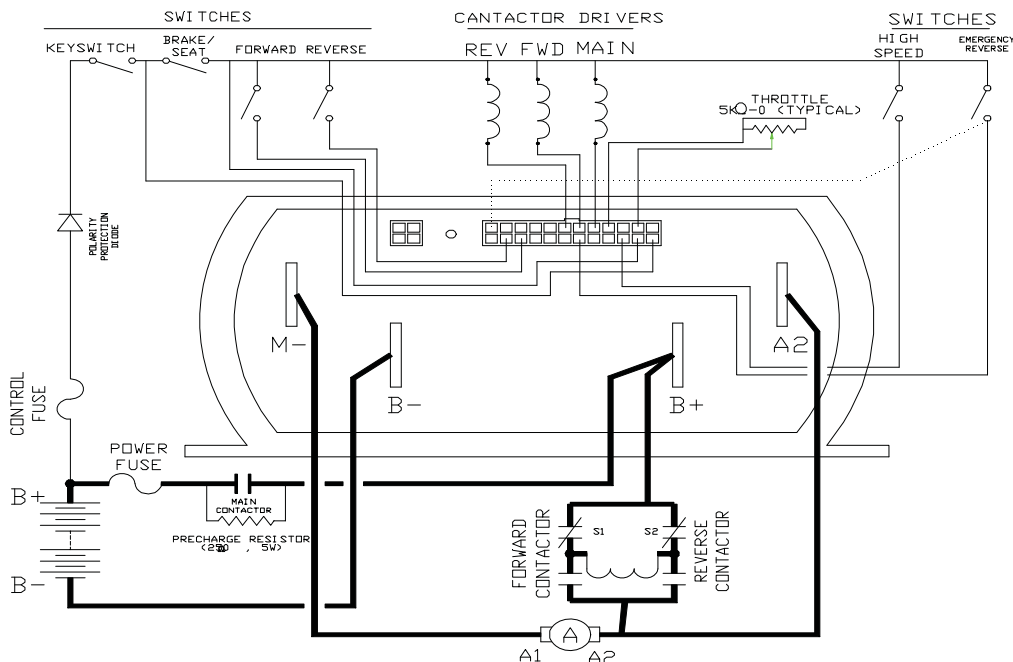 SWITCHES
CANTACTOR DRIVERS
SWITCHES
KEYSWITCH
BRAKE/
SEAT
FORWARD REVERSE
REV FWD MAIN
HIGH
SPEED
EMERGENCY
REVERSE
THROTTLE
5KΩ-0 (TYPICAL)
POLARITY
PROTECTION
DIODE
M-
A2
B-
B+
CONTROL
FUSE
POWER
FUSE
B+
MAIN
CONTACTOR
PRECHARGE RESISTOR
, 5W)
B-
FORWARD
CONTACTOR
S1
S2
REVERSE
CONTACTOR
A
A1
A2